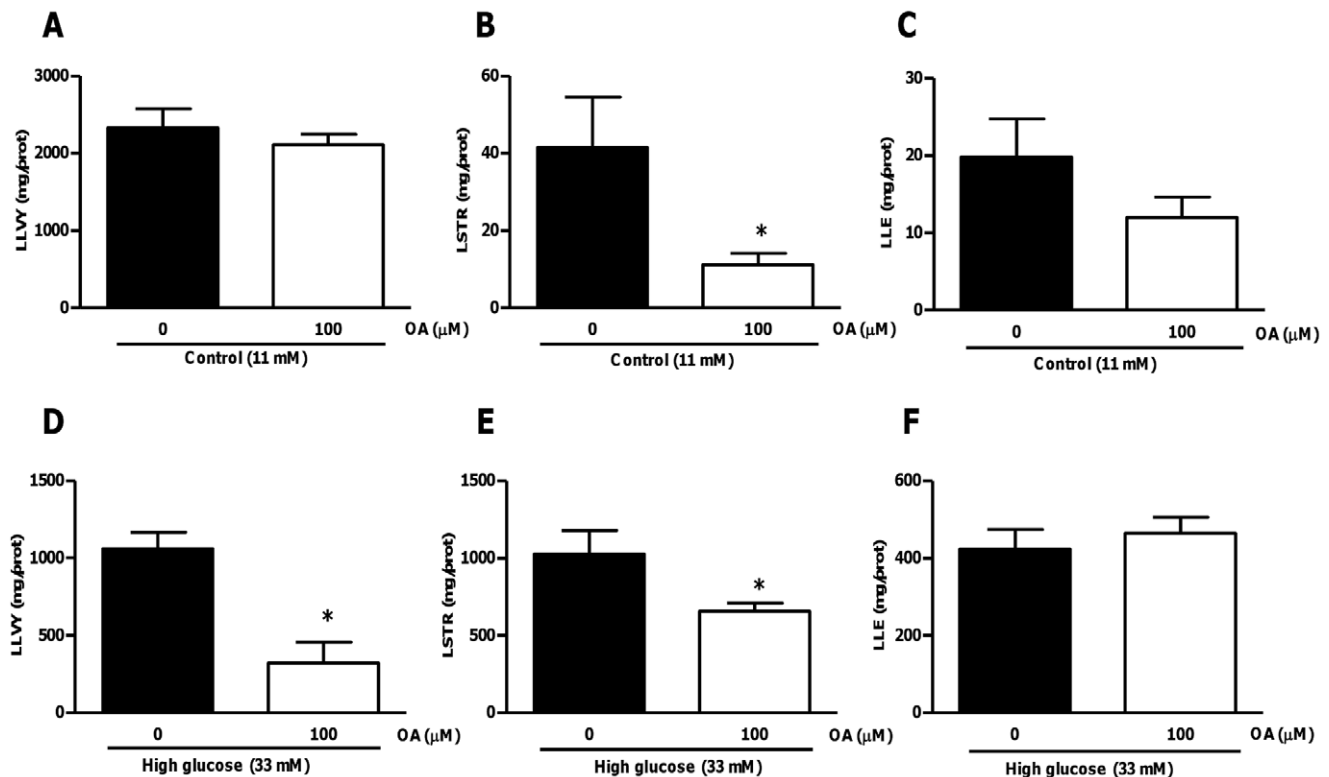 A
LLVY (mg/prot)
3000
2000
1000
0
0 100 OA (μM)
Control (11 mM)
B
LSTR (mg/prot)
60
40
20
0
*
0 100 OA (μM)
Control (11 mM)
C
LLE (mg/prot)
30
20
10
0
0 100 OA (μM)
Control (11 mM)
D
LLVY (mg/prot)
1500
1000
500
0
*
0 100 OA (μM)
High glucose (33 mM)
E
LSTR (mg/prot)
1500
1000
500
0
*
0 100 OA (μM)
High glucose (33 mM)
F
LLE (mg/prot)
600
400
200
0
0 100 OA (μM)
High glucose (33 mM)